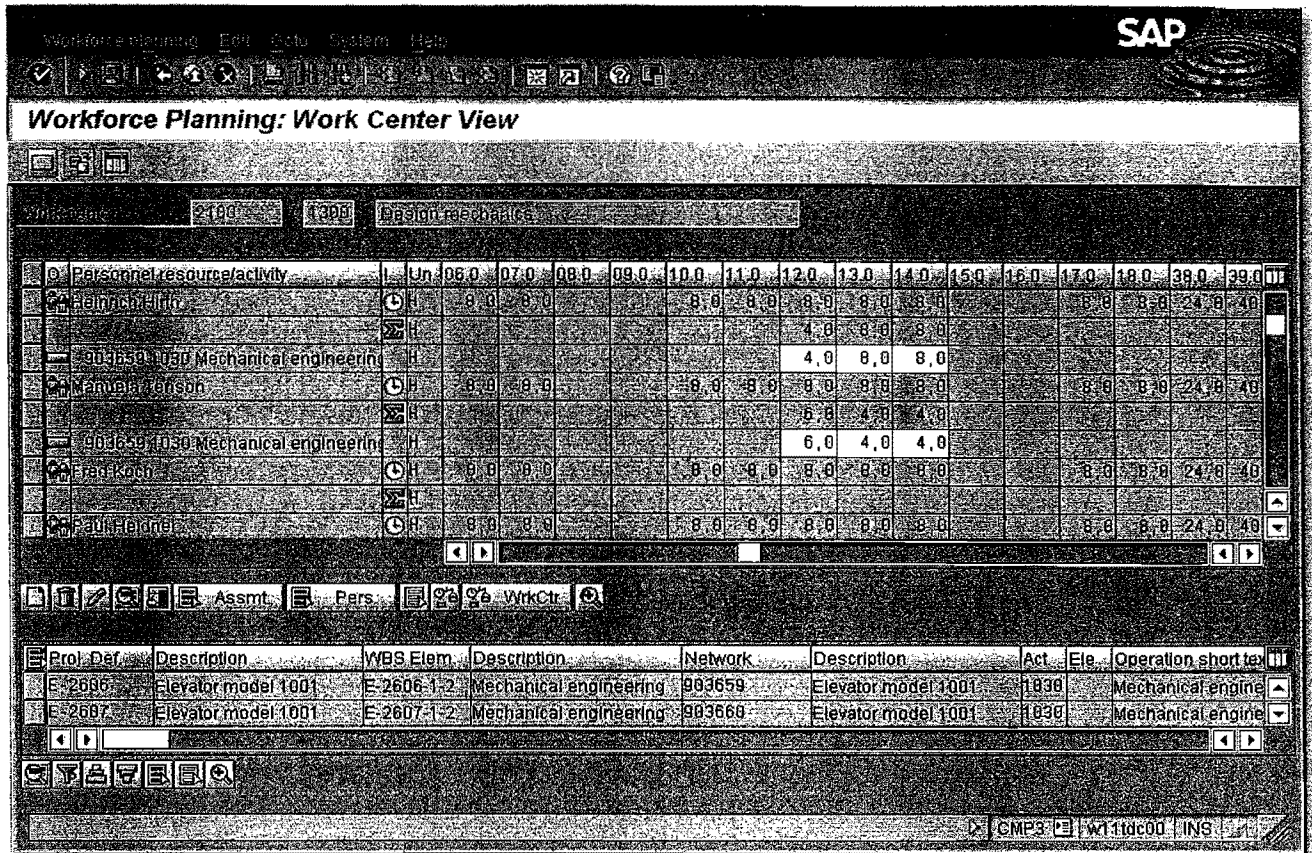 SAP
Workforce planning Edit Goto System Help
Workforce Planning: Work Center View
2100 1300 Design mechanics
O Personnel resource/activity I.. Un 06.0 07.0 08.0 09.0 10.0 11.0 12.0 13.0 14.0 15.0 16.0 17.0 18.0 38.0 39.0
Heinrich Hirth H 8,0 8,0 8,0 8,0 8,0 8,0 8,0 8,0 8,0 24,0 40
Σ H 4,0 8,0 8,0
903659 1030 Mechanical engineering H 4,0 8,0 8,0
Manuela H 8,0 8,0 8,0 8,0 8,0 8,0 8,0 8,0 8,0 24,0 40
Σ H 6,0 4,0 4,0
903659 1030 Mechanical engineering H 6,0 4,0 4,0
Fred Koch H 8,0 8,0 8,0 8,0 8,0 8,0 8,0 8,0 8,0 24,0 40
Σ H
Paul H 8,0 8,0 8,0 8,0 8,0 8,0 8,0 8,0 8,0 24,0 40
Assmt. Pers. WrkCtr
Proj. Def. Description WBS Elem. Description Network Description Act. Ele.. Operation short tex
E-2606 Elevator model 1001 E-2606-1-2 Mechanical engineering 903659 Elevator model 1001 1030 Mechanical engine
E-2607 Elevator model 1001 E-2607-1-2 Mechanical engineering 903660 Elevator model 1001 1030 Mechanical engine
CMP3 w11tdc00 INS